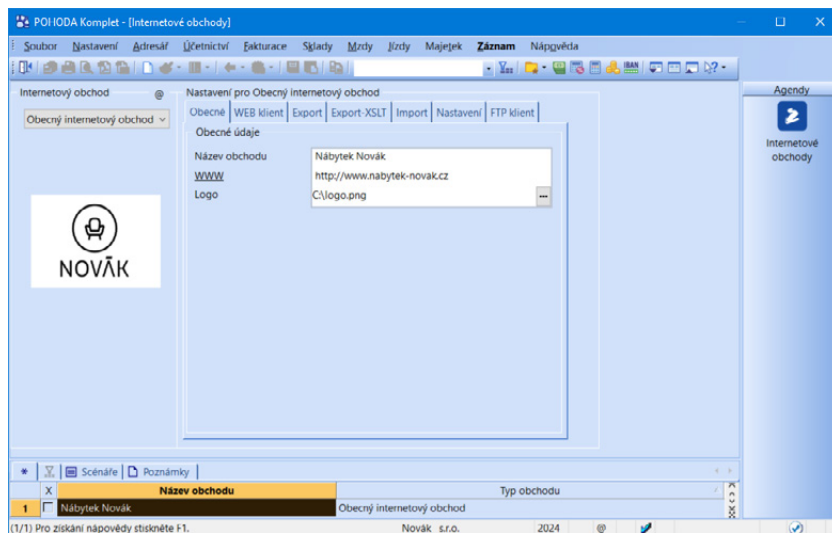 POHODA Komplet - [Internetové obchody]
Soubor Nastavení Adresář Účetnictví Fakturace Sklady Mzdy Jízdy Majetek Záznam Nápověda
IBAN
Internetový obchod @
Obecný internetový obchod
NOVĀK
Nastavení pro Obecný internetový obchod
Obecné WEB klient Export Export-XSLT Import Nastavení FTP klient
Obecné údaje
Název obchodu Nábytek Novák
WWW http://www.nabytek-novak.cz
Logo C:\logo.png ...
Agendy
Internetové
obchody
* Scénáře Poznámky
X Název obchodu Typ obchodu
1 Nábytek Novák Obecný internetový obchod
(1/1) Pro získání nápovědy stiskněte F1. Novák s.r.o. 2024 @